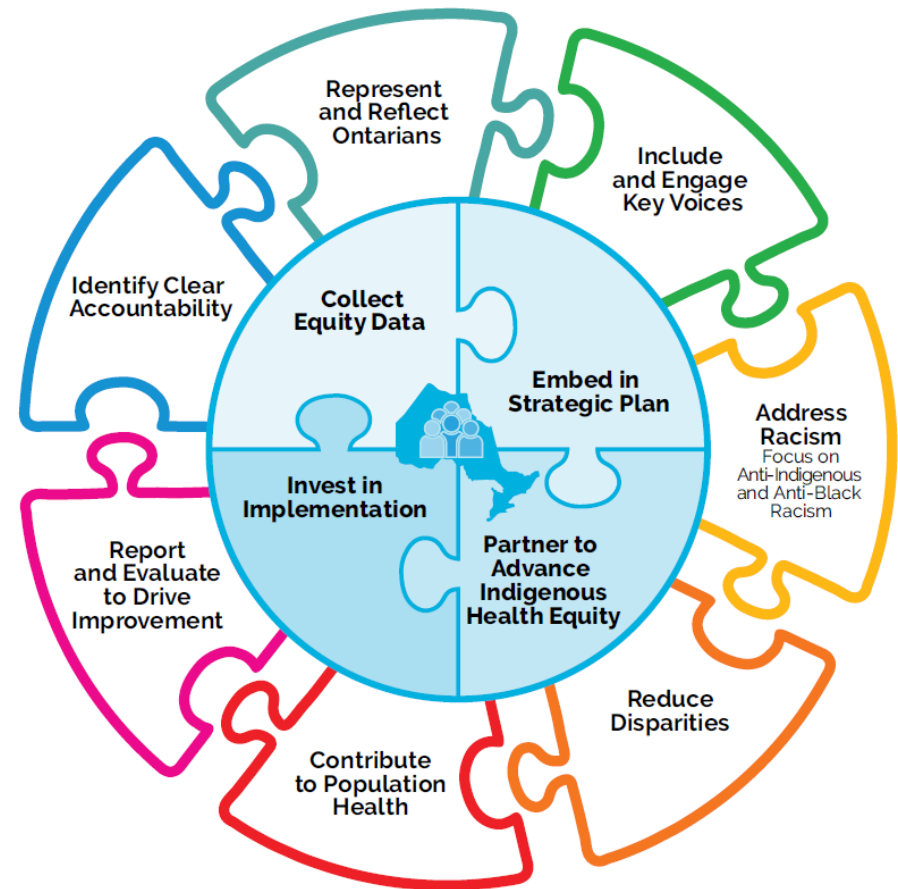 Represent
and Reflect
Ontarians
Include
and Engage
Key Voices
Identify Clear
Accountability
Collect
Equity Data
Embed in
Strategic Plan
Address
Racism
Focus on
Anti-Indigenous
and Anti-Black
Racism
Invest in
Implementation
Partner to
Advance
Indigenous
Health Equity
Report
and Evaluate
to Drive
Improvement
Reduce
Disparities
Contribute
to Population
Health